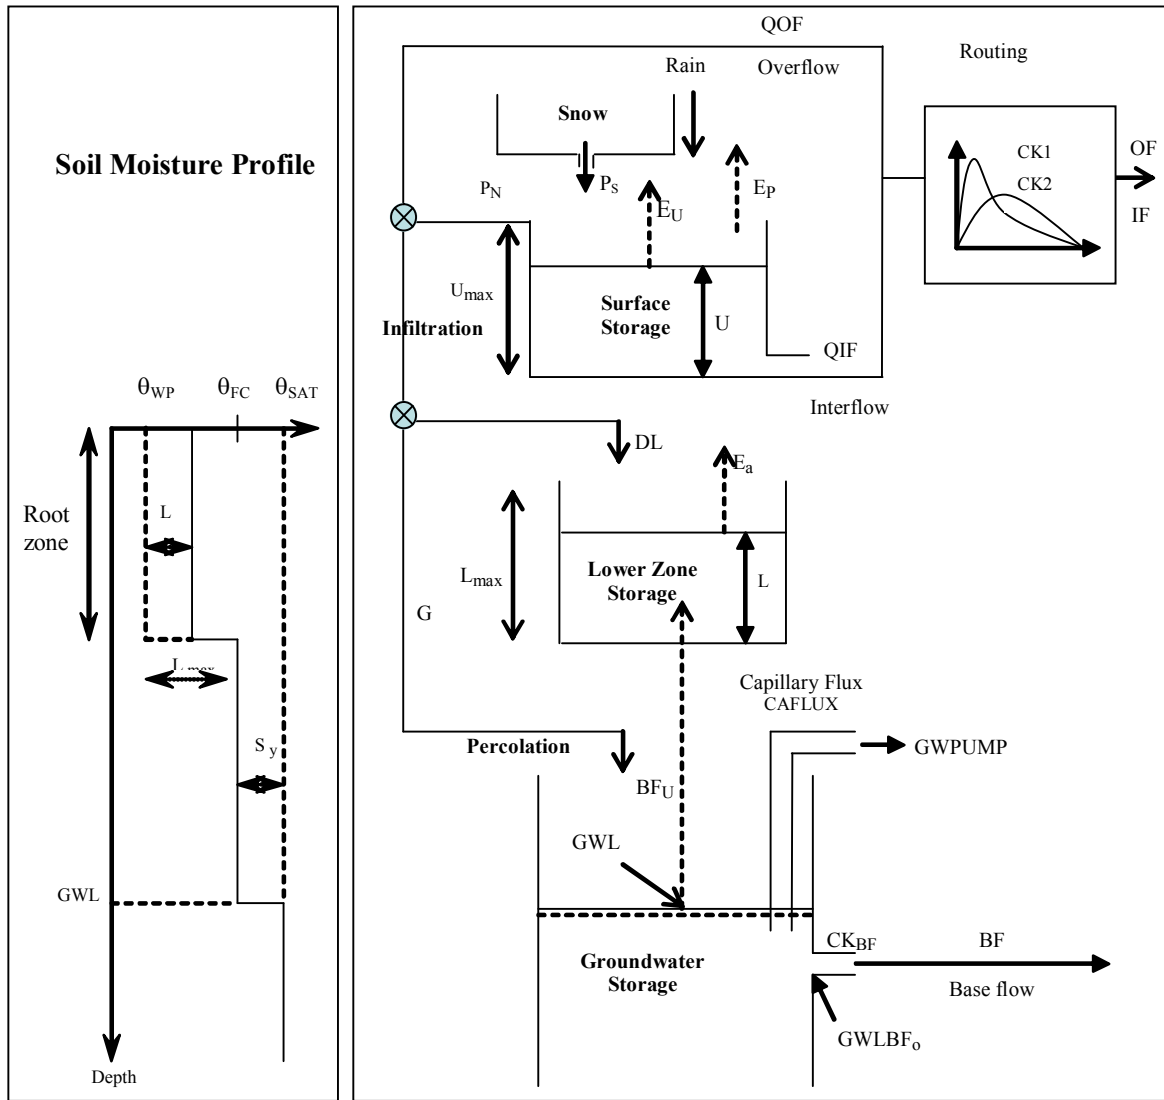 Soil Moisture Profile
θWP
θFC
θSAT
Root
zone
L
L max
S y
GWL
Depth
QOF
Rain
Overflow
Routing
Snow
CK1
CK2
OF
IF
PN
PS
EU
EP
Umax
Infiltration
Surface
Storage
U
QIF
Interflow
DL
Ea
Lmax
Lower Zone
Storage
L
G
Capillary Flux
CAFLUX
Percolation
GWPUMP
BFU
GWL
CKBF
BF
Groundwater
Storage
Base flow
GWLBFo